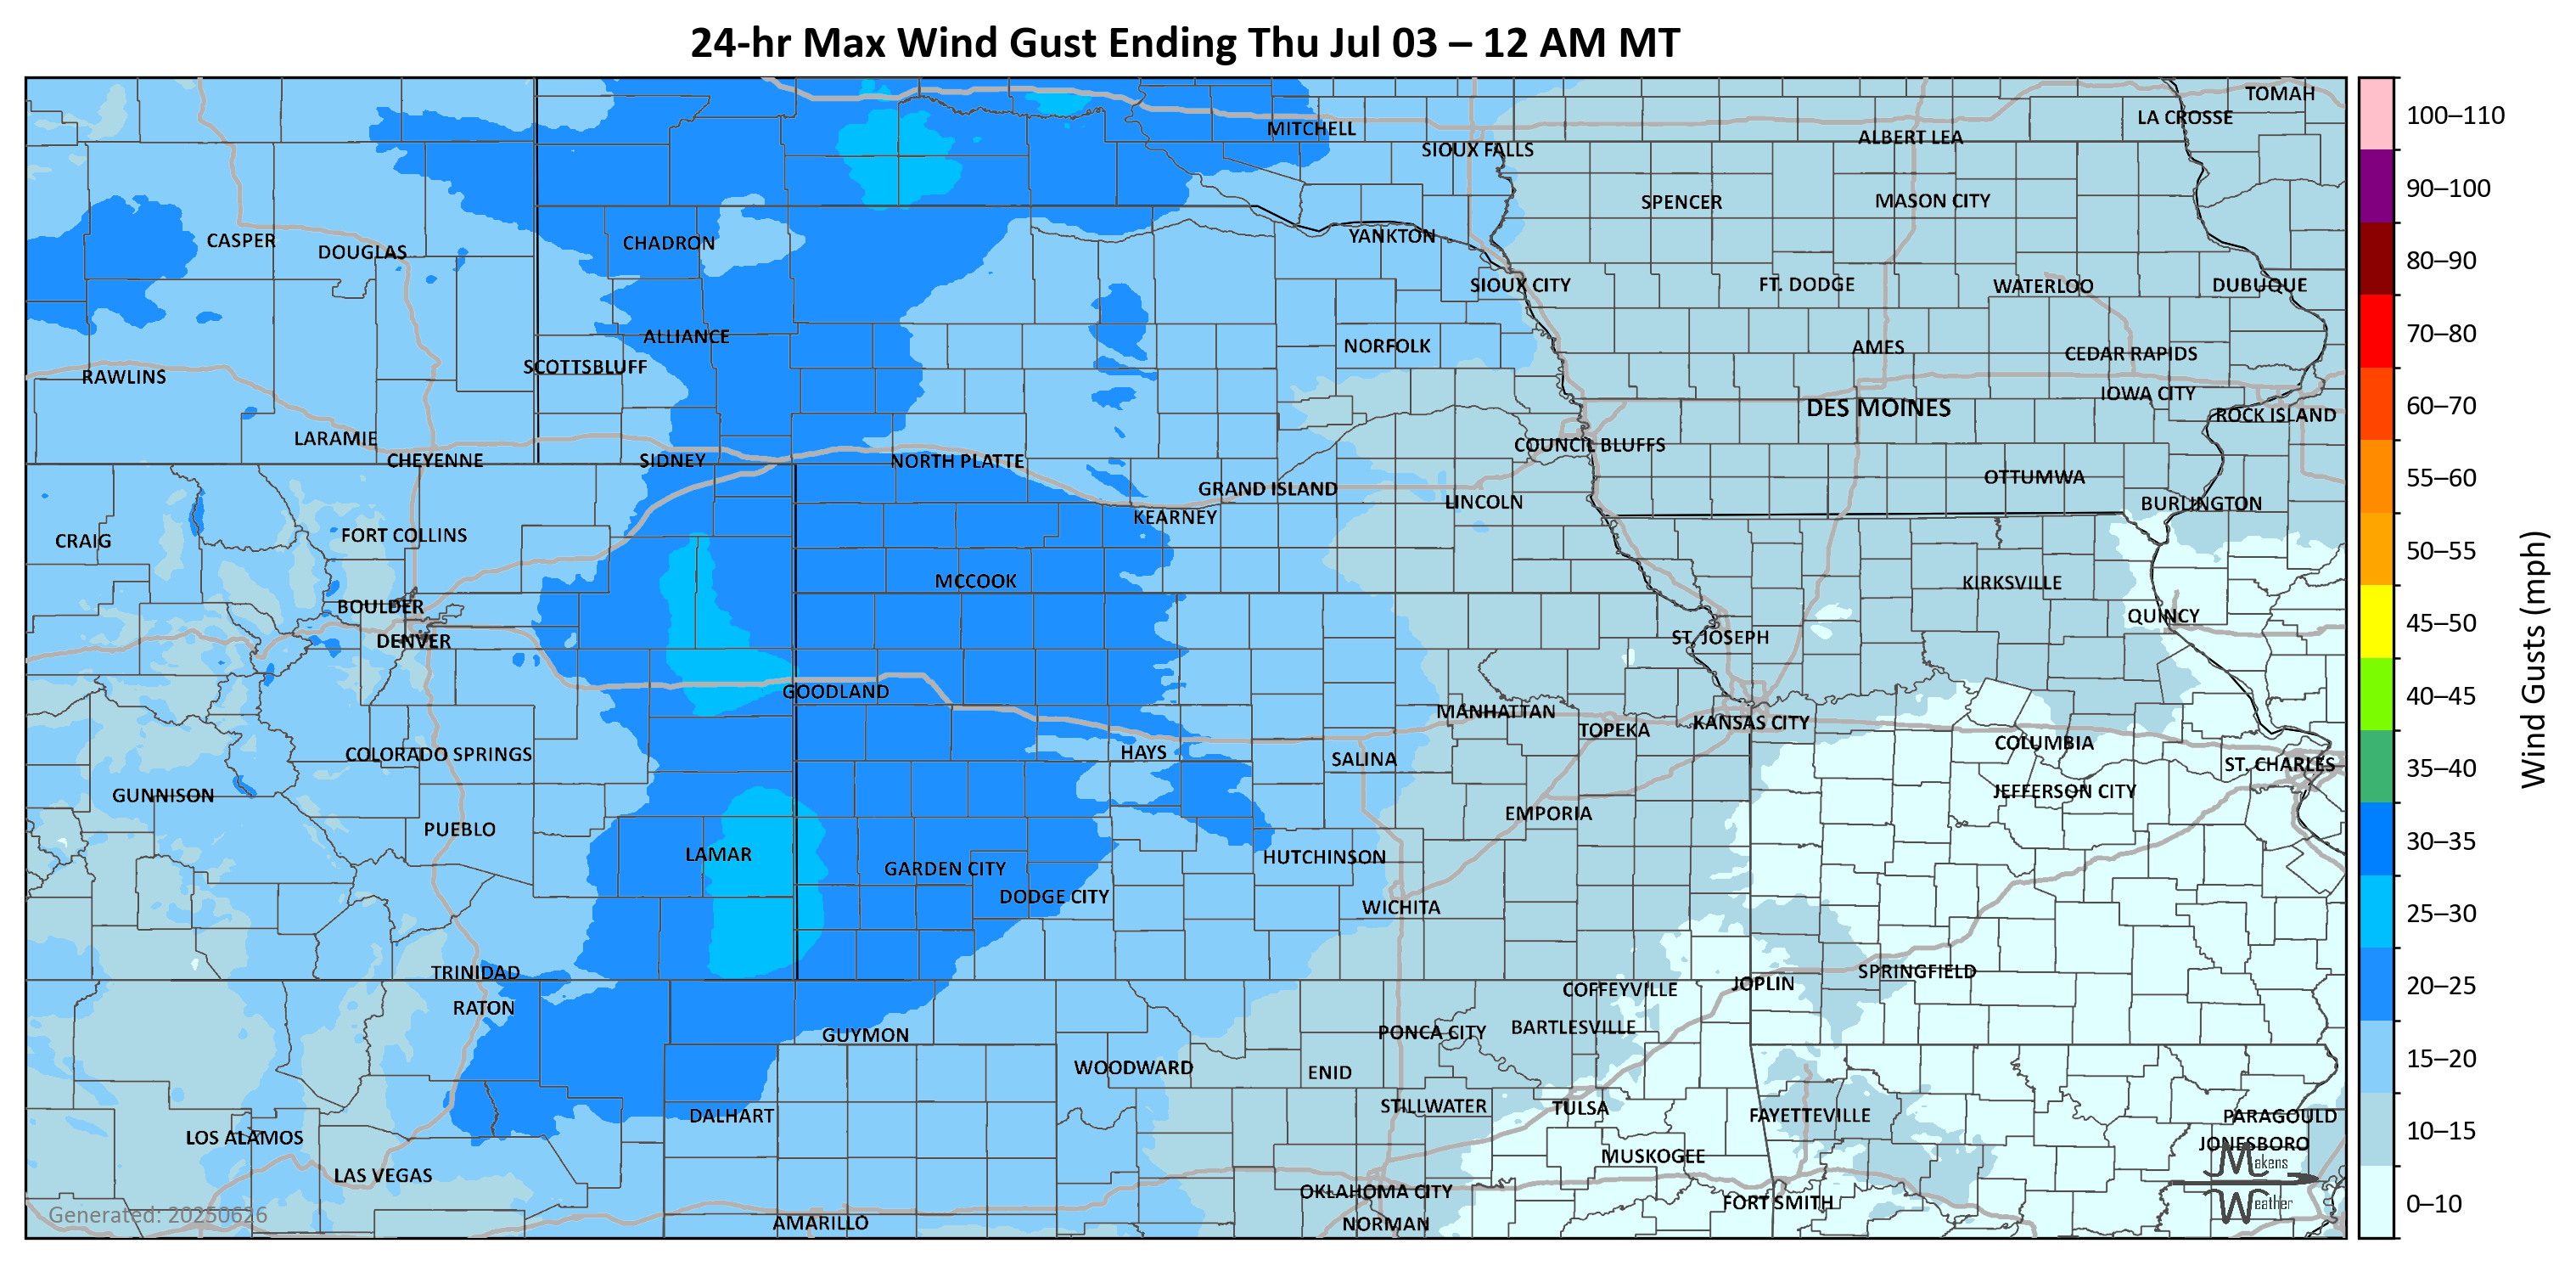 24-hr Max Wind Gust Ending Thu Jul 03 – 12 AM MT
TOMAH
LA CROSSE
MITCHELL
ALBERT LEA
SIOUX FALLS
SPENCER
MASON CITY
CASPER
DOUGLAS
CHADRON
YANKTON
SIOUX CITY
FT. DODGE
WATERLOO
DUBUQUE
ALLIANCE
NORFOLK
AMES
CEDAR RAPIDS
SCOTTSBLUFF
RAWLINS
IOWA CITY
DES MOINES
ROCK ISLAND
LARAMIE
COUNCIL BLUFFS
CHEYENNE
SIDNEY
NORTH PLATTE
OTTUMWA
GRAND ISLAND
LINCOLN
BURLINGTON
KEARNEY
FORT COLLINS
CRAIG
MCCOOK
KIRKSVILLE
BOULDER
QUINCY
DENVER
ST. JOSEPH
GOODLAND
MANHATTAN
TOPEKA
KANSAS CITY
COLUMBIA
COLORADO SPRINGS
HAYS
SALINA
ST. CHARLES
GUNNISON
JEFFERSON CITY
EMPORIA
PUEBLO
LAMAR
HUTCHINSON
GARDEN CITY
DODGE CITY
WICHITA
TRINIDAD
SPRINGFIELD
JOPLIN
COFFEYVILLE
RATON
BARTLESVILLE
PONCA CITY
GUYMON
WOODWARD
ENID
STILLWATER
TULSA
DALHART
FAYETTEVILLE
PARAGOULD
LOS ALAMOS
JONESBORO
MUSKOGEE
LAS VEGAS
OKLAHOMA CITY
FORT SMITH
AMARILLO
NORMAN
Generated: 20250626
Makens
Weather
100–110
90–100
80–90
70–80
60–70
55–60
50–55
45–50
40–45
35–40
30–35
25–30
20–25
15–20
10–15
0–10
Wind Gusts (mph)